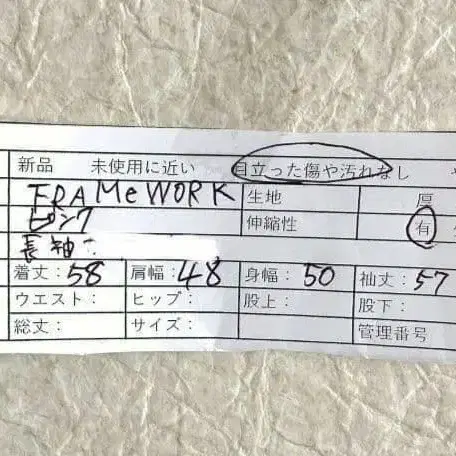 新品 未使用に近い 目立った傷や汚れなし
FRAMeWORK 生地 厚
ピンク 伸縮性 有
長袖
着丈：58 肩幅：48 身幅：50 袖丈：57
ウエスト： ヒップ： 股上： 股下：
総丈： サイズ： 管理番号